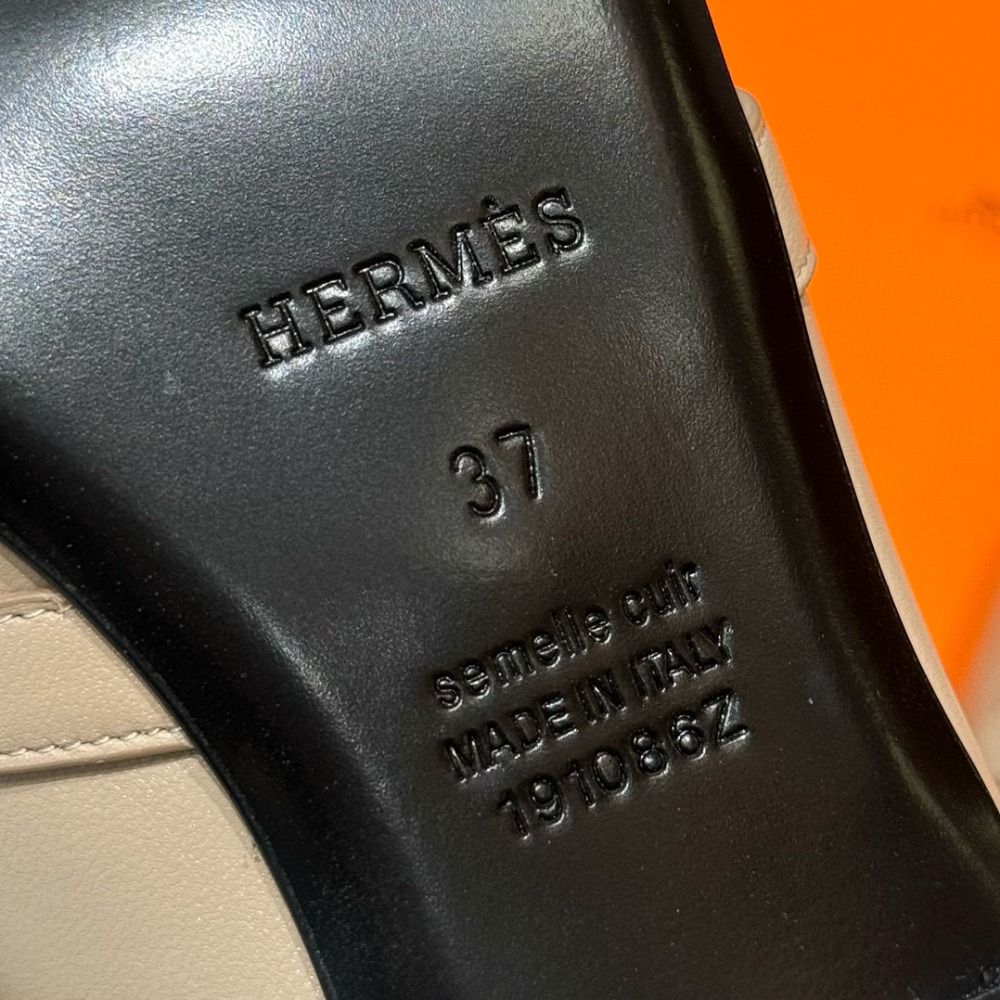 HERMÈS
37
semelle cuir
MADE IN ITALY
191086Z